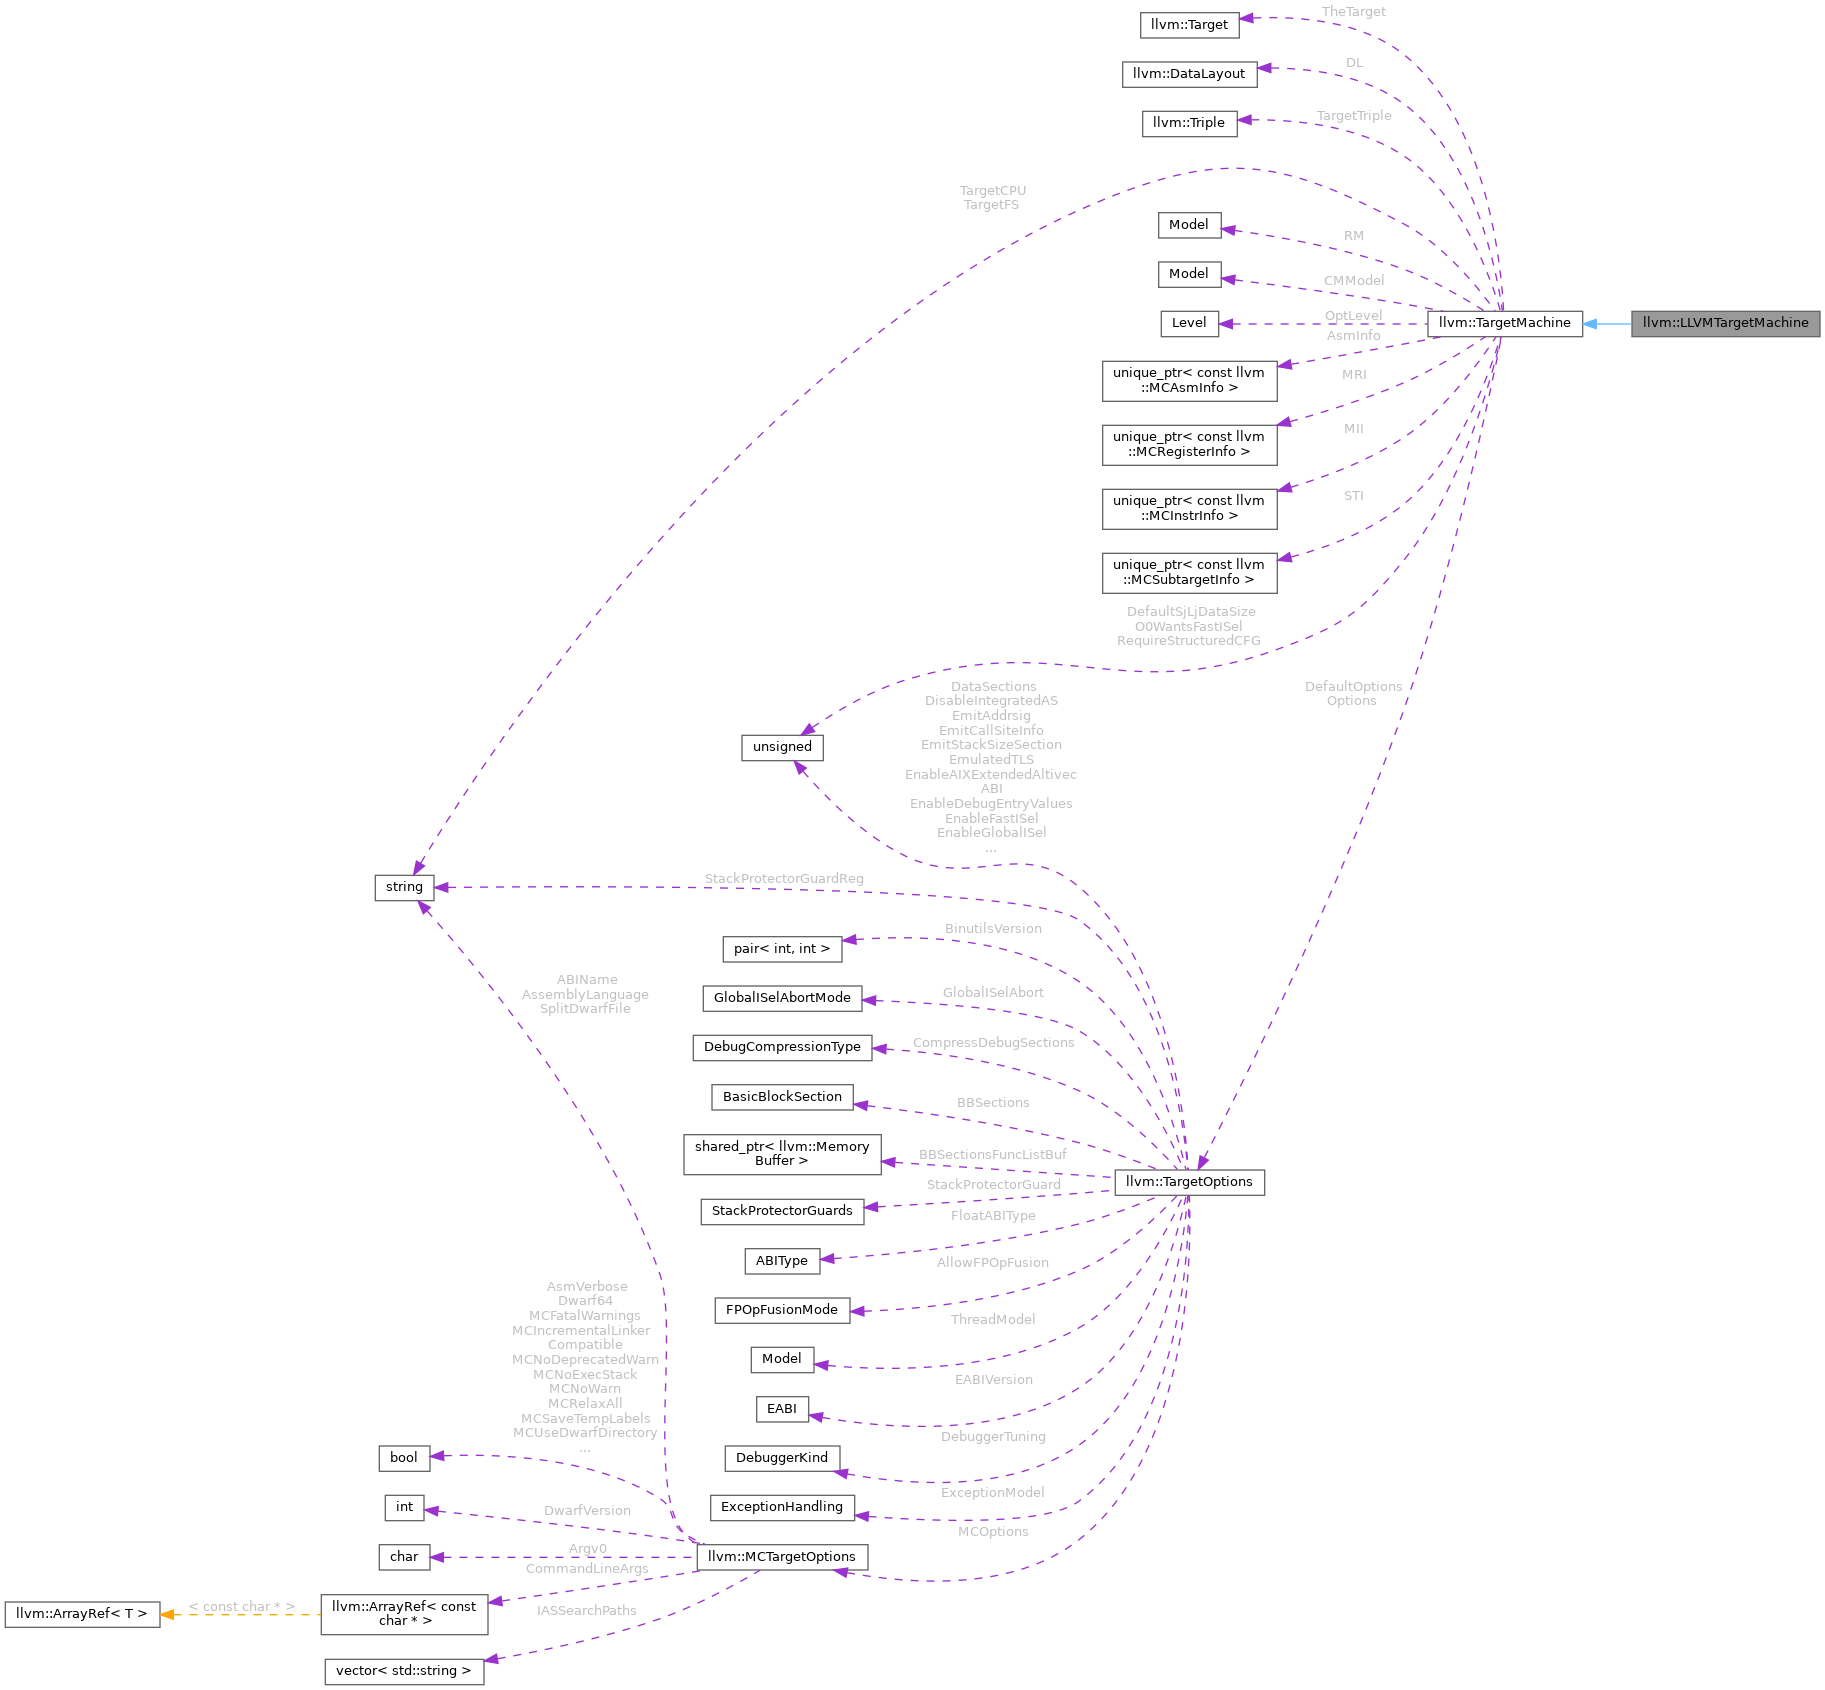 TheTarget
llvm::Target
DL
llvm::DataLayout
TargetTriple
llvm::Triple
TargetCPU
TargetFS
Model
RM
Model
CMModel
Level
OptLevel
llvm::TargetMachine
llvm::LLVMTargetMachine
AsmInfo
unique_ptr< const llvm
::MCAsmInfo >
MRI
unique_ptr< const llvm
::MCRegisterInfo >
MII
unique_ptr< const llvm
::MCInstrInfo >
STI
unique_ptr< const llvm
::MCSubtargetInfo >
DefaultSjLjDataSize
O0WantsFastISel
RequireStructuredCFG
DefaultOptions
Options
unsigned
DataSections
DisableIntegratedAS
EmitAddrsig
EmitCallSiteInfo
EmitStackSizeSection
EmulatedTLS
EnableAIXExtendedAltivec
ABI
EnableDebugEntryValues
EnableFastISel
EnableGlobalISel
...
string
StackProtectorGuardReg
pair< int, int >
BinutilsVersion
GlobalISelAbortMode
GlobalISelAbort
ABIName
AssemblyLanguage
SplitDwarfFile
DebugCompressionType
CompressDebugSections
BasicBlockSection
BBSections
shared_ptr< llvm::Memory
Buffer >
BBSectionsFuncListBuf
llvm::TargetOptions
StackProtectorGuards
StackProtectorGuard
ABIType
FloatABIType
FPOpFusionMode
AllowFPOpFusion
Model
ThreadModel
EABI
EABIVersion
DebuggerKind
DebuggerTuning
ExceptionHandling
ExceptionModel
MCOptions
AsmVerbose
Dwarf64
MCFatalWarnings
MCIncrementalLinker
Compatible
MCNoDeprecatedWarn
MCNoExecStack
MCNoWarn
MCRelaxAll
MCSaveTempLabels
MCUseDwarfDirectory
...
bool
int
DwarfVersion
char
Argv0
llvm::MCTargetOptions
CommandLineArgs
llvm::ArrayRef< T >
< const char * >
llvm::ArrayRef< const
char * >
IASSearchPaths
vector< std::string >